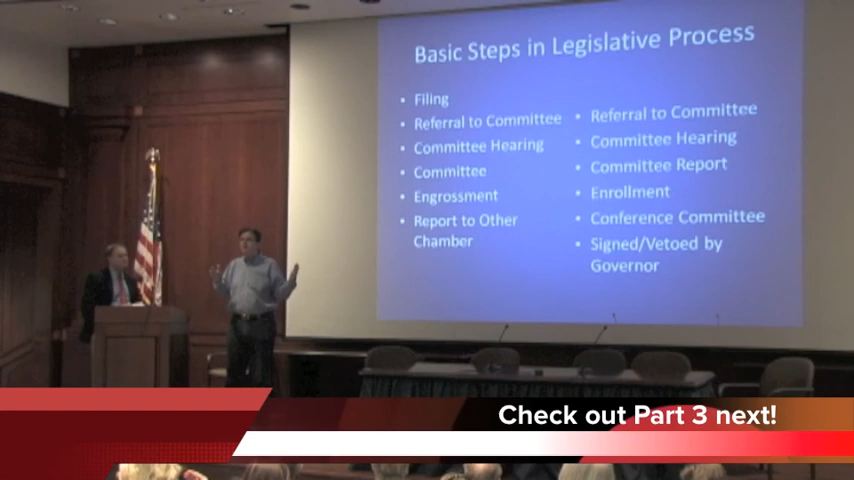 Basic Steps in Legislative Process
• Filing
• Referral to Committee
• Committee Hearing
• Committee
• Engrossment
• Report to Other
Chamber
• Referral to Committee
• Committee Hearing
• Committee Report
• Enrollment
• Conference Committee
• Signed/Vetoed by
Governor
Check out Part 3 next!